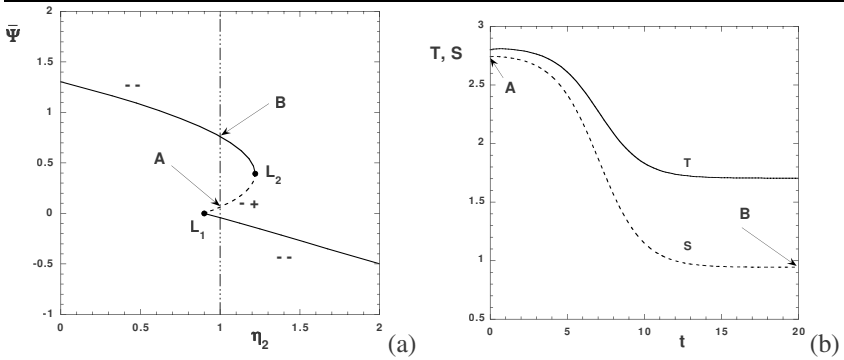 2
1.5
1
0.5
0
-0.5
-1
Ψ̄
- -
B
A
L2
- +
L1
- -
0 0.5 1 1.5 2
η2
(a)
3
2.5
2
1.5
1
0.5
T, S
A
T
B
S
0 5 10 15 20
t
(b)